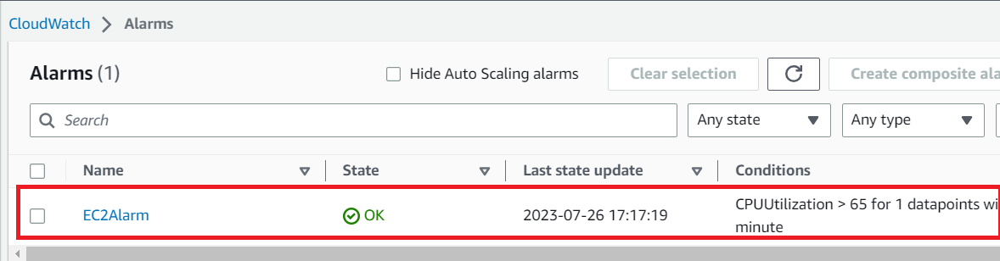 CloudWatch > Alarms
Alarms (1)
Hide Auto Scaling alarms
Clear selection
Create composite ala
Search
Any state
Any type
Name
State
Last state update
Conditions
EC2Alarm
OK
2023-07-26 17:17:19
CPUUtilization > 65 for 1 datapoints wi
minute